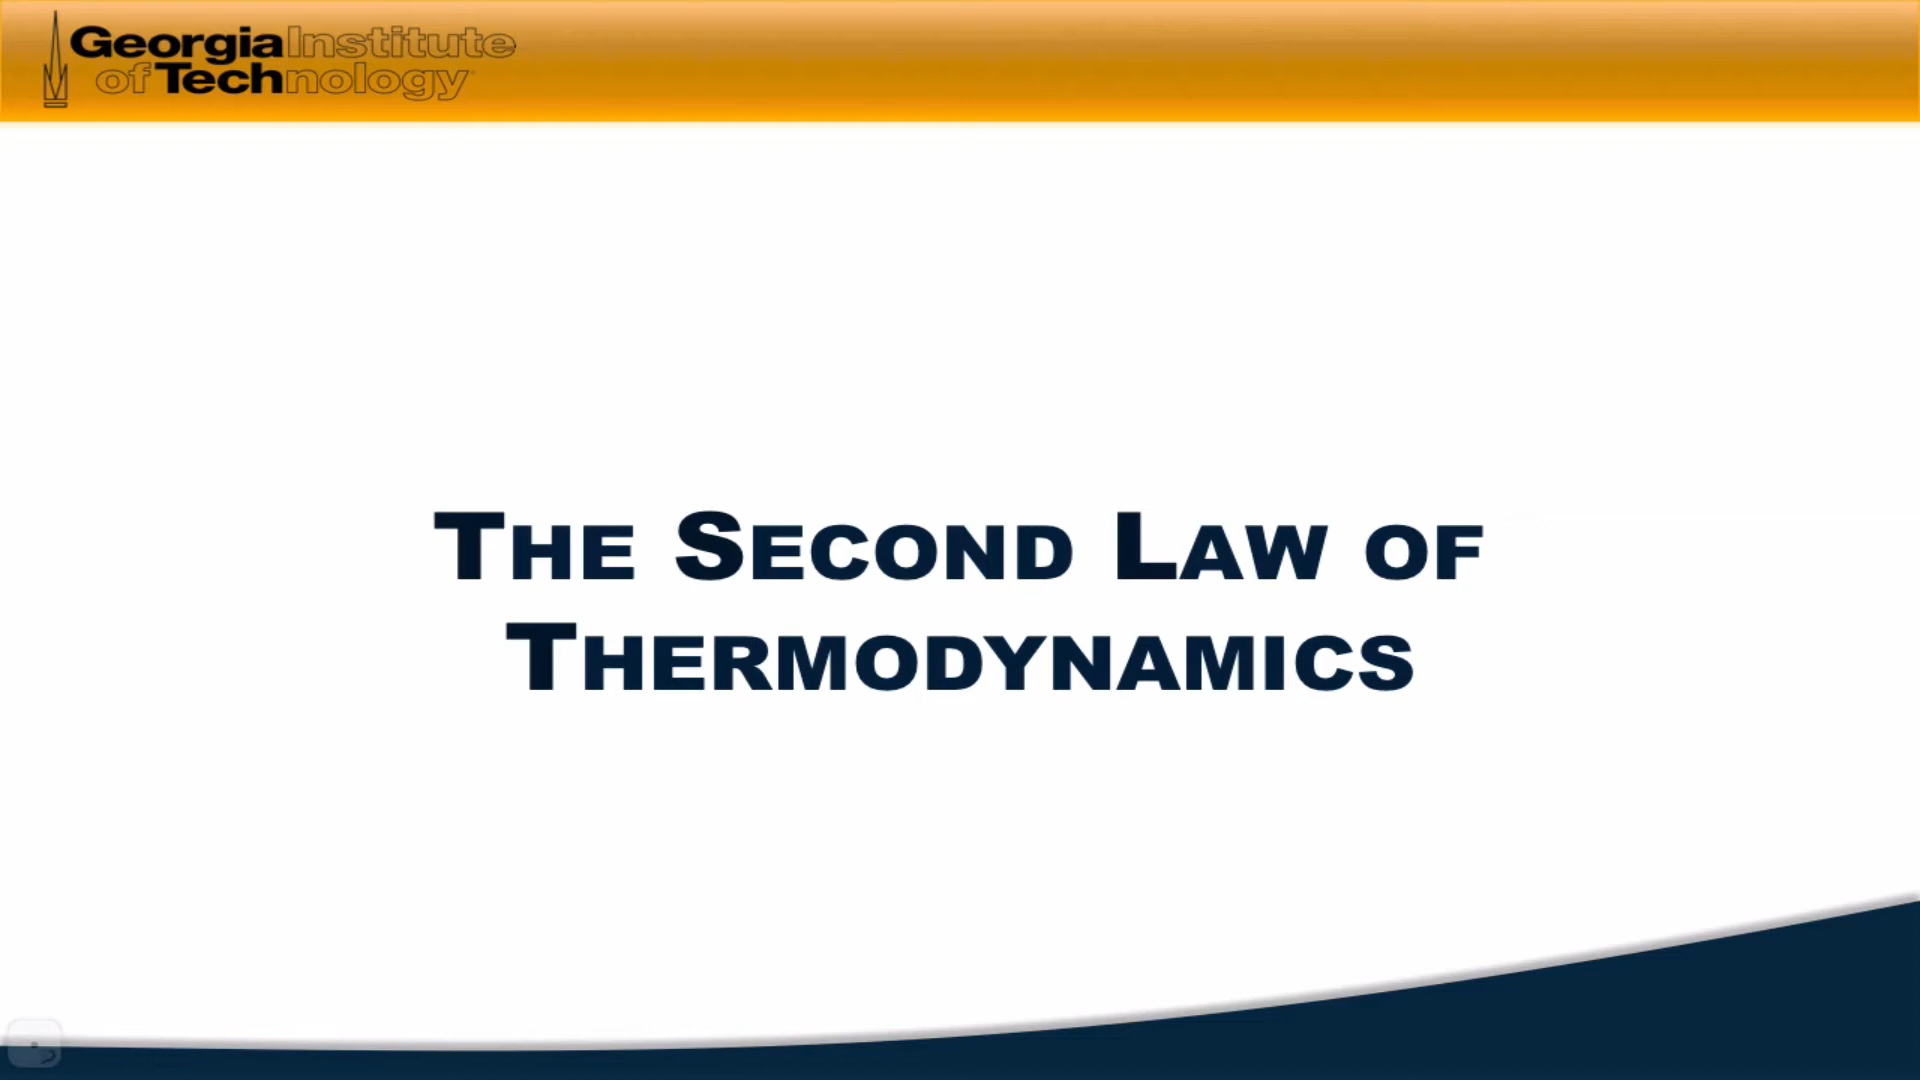 Georgia Institute
of Technology
THE SECOND LAW OF
THERMODYNAMICS